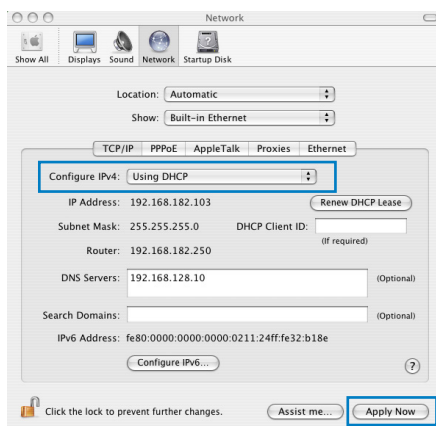 Network
Show All Displays Sound Network Startup Disk
Location: Automatic
Show: Built-in Ethernet
TCP/IP PPPoE AppleTalk Proxies Ethernet
Configure IPv4: Using DHCP
IP Address: 192.168.182.103 Renew DHCP Lease
Subnet Mask: 255.255.255.0 DHCP Client ID:
(If required)
Router: 192.168.182.250
DNS Servers: 192.168.128.10 (Optional)
Search Domains: (Optional)
IPv6 Address: fe80:0000:0000:0000:0211:24ff:fe32:b18e
Configure IPv6... ?
Click the lock to prevent further changes. Assist me... Apply Now